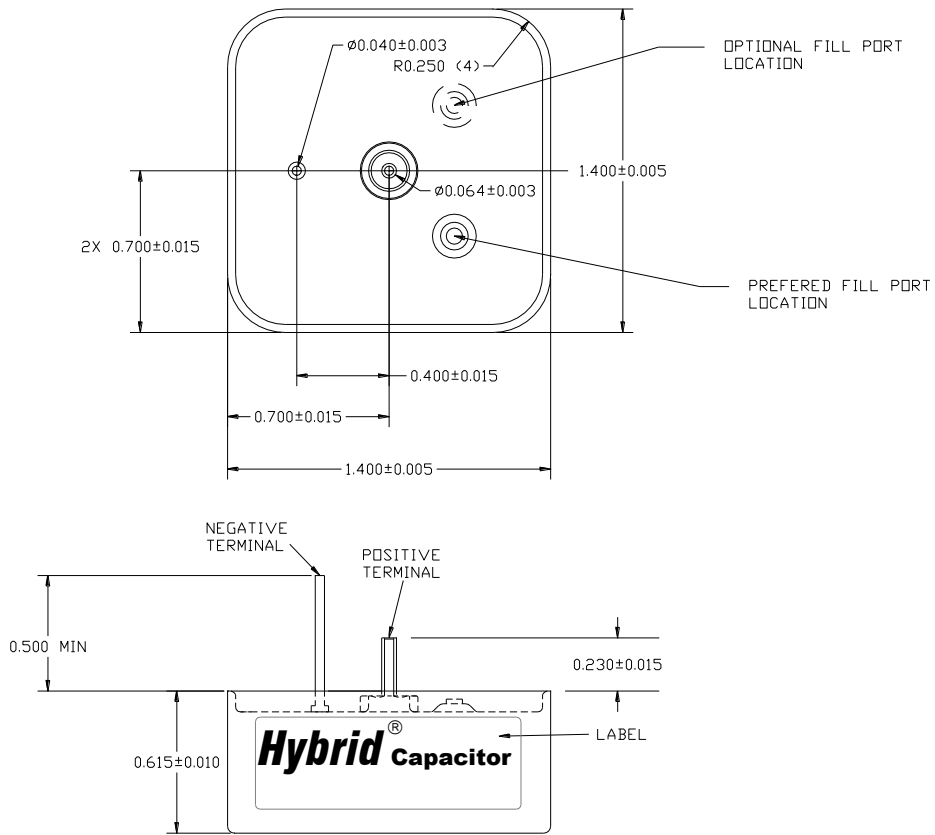 Ø0.040±0.003
R0.250 (4)
OPTIONAL FILL PORT
LOCATION
1.400±0.005
Ø0.064±0.003
2X 0.700±0.015
PREFERED FILL PORT
LOCATION
0.400±0.015
0.700±0.015
1.400±0.005
NEGATIVE
TERMINAL
POSITIVE
TERMINAL
0.500 MIN
0.230±0.015
LABEL
Hybrid® Capacitor
0.615±0.010